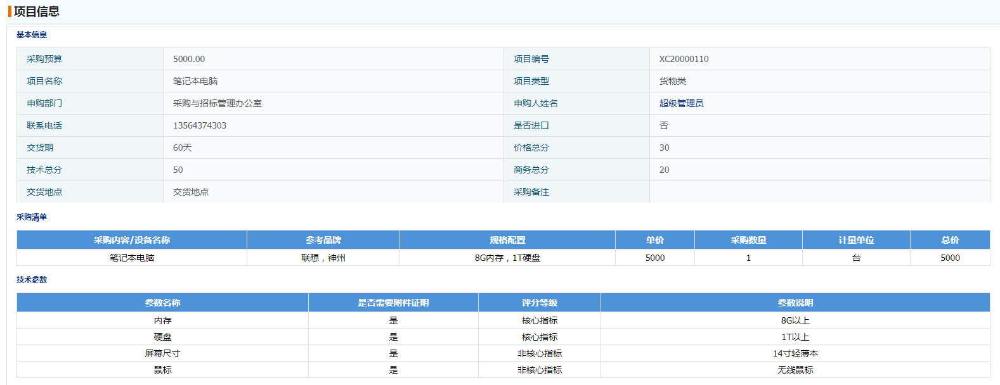 项目信息
基本信息
采购预算 5000.00 项目编号 XC20000110
项目名称 笔记本电脑 项目类型 货物类
申购部门 采购与招标管理办公室 申购人姓名 超级管理员
联系电话 13564374303 是否进口 否
交货期 60天 价格总分 30
技术总分 50 商务总分 20
交货地点 交货地点 采购备注
采购清单
采购内容/设备名称 参考品牌 规格配置 单价 采购数量 计量单位 总价
笔记本电脑 联想，神州 8G内存，1T硬盘 5000 1 台 5000
技术参数
参数名称 是否需要附件证明 评分等级 参数说明
内存 是 核心指标 8G以上
硬盘 是 核心指标 1T以上
屏幕尺寸 是 非核心指标 14寸轻薄本
鼠标 是 非核心指标 无线鼠标